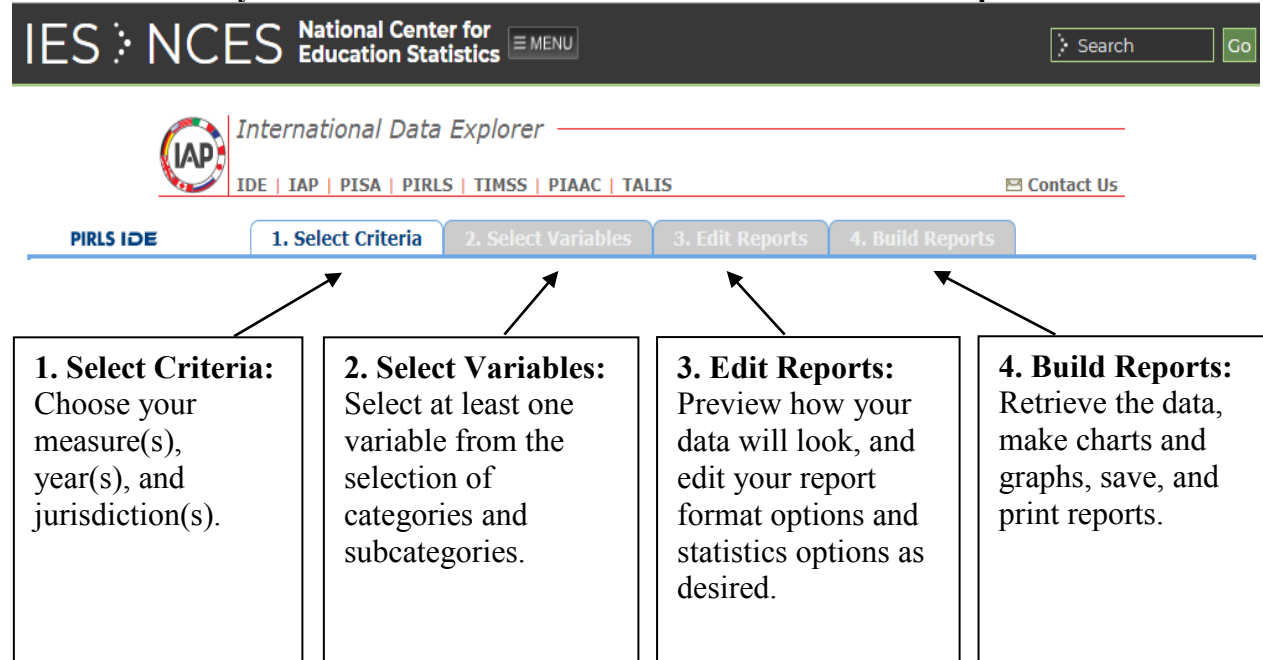 IES NCES National Center for Education Statistics ≡ MENU Search Go
IAP
International Data Explorer
IDE | IAP | PISA | PIRLS | TIMSS | PIAAC | TALIS Contact Us
PIRLS IDE 1. Select Criteria 2. Select Variables 3. Edit Reports 4. Build Reports
1. Select Criteria:
Choose your
measure(s),
year(s), and
jurisdiction(s).
2. Select Variables:
Select at least one
variable from the
selection of
categories and
subcategories.
3. Edit Reports:
Preview how your
data will look, and
edit your report
format options and
statistics options as
desired.
4. Build Reports:
Retrieve the data,
make charts and
graphs, save, and
print reports.